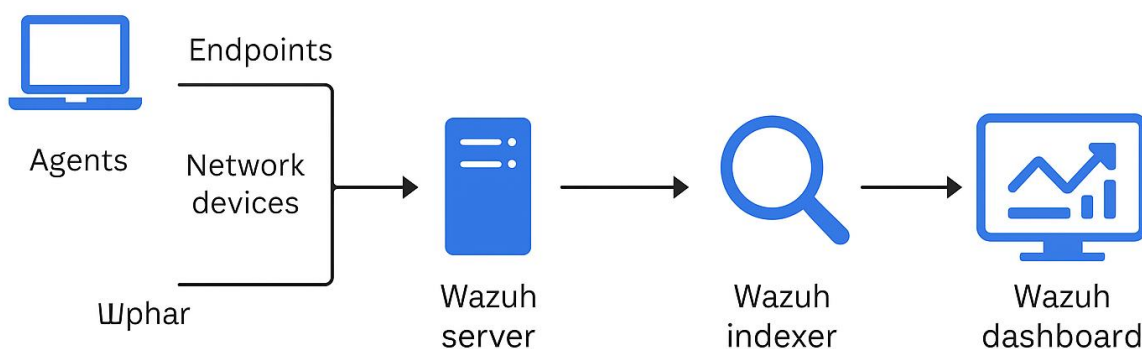 Endpoints
Agents
Network
devices
Шphar
Wazuh
server
Wazuh
indexer
Wazuh
dashboard